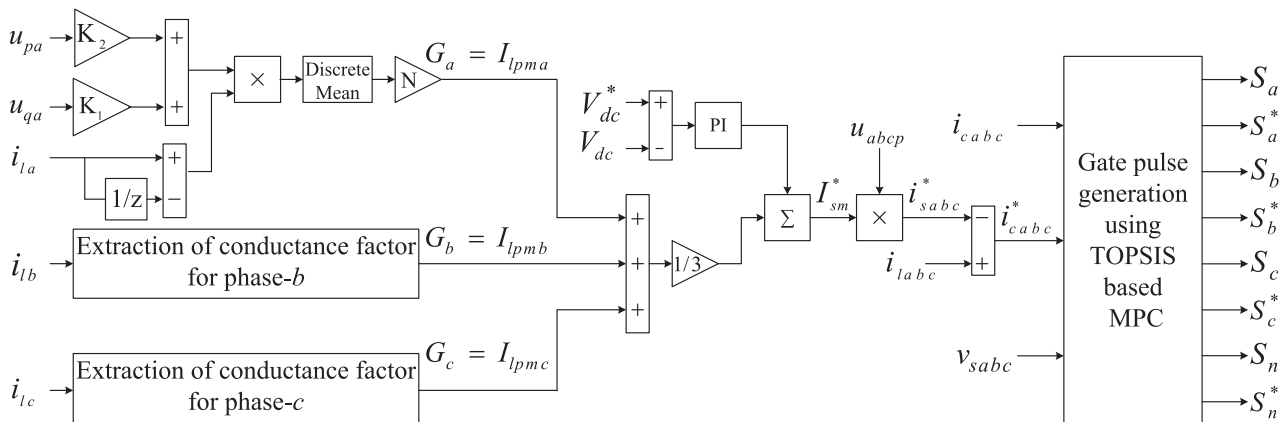 u_pa
K_2
+
u_qa
K_1
+
×
Discrete
Mean
N
G_a = I_lpma
i_la
+
−
1/z
i_lb
Extraction of conductance factor
for phase-b
G_b = I_lpmb
i_lc
Extraction of conductance factor
for phase-c
G_c = I_lpmc
+
+
+
1/3
V_dc^*
V_dc
+
-
PI
Σ
I_sm^*
u_abcp
×
i_sabc^*
i_labc
−
+
i_cabc^*
i_cabc
v_sabc
Gate pulse
generation
using
TOPSIS
based
MPC
S_a
S_a^*
S_b
S_b^*
S_c
S_c^*
S_n
S_n^*